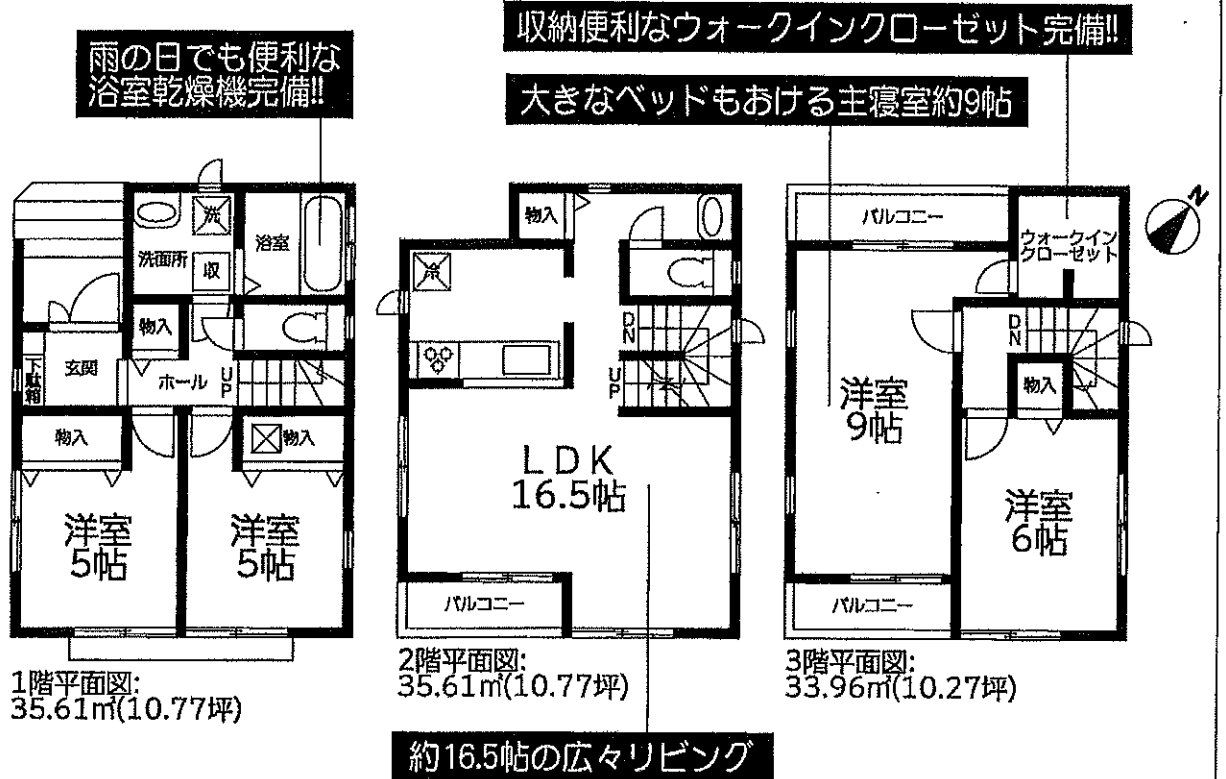 収納便利なウォークインクローゼット完備!!
雨の日でも便利な
浴室乾燥機完備!!
大きなベッドもおける主寝室約9帖
洗面所
洗
収
浴室
物入
下駄箱
玄関
ホール
UP
物入
物入
洋室
5帖
洋室
5帖
1階平面図:
35.61㎡(10.77坪)
物入
冷
DN
UP
LDK
16.5帖
バルコニー
2階平面図:
35.61㎡(10.77坪)
バルコニー
ウォークイン
クローゼット
N
DN
物入
洋室
9帖
洋室
6帖
バルコニー
3階平面図:
33.96㎡(10.27坪)
約16.5帖の広々リビング